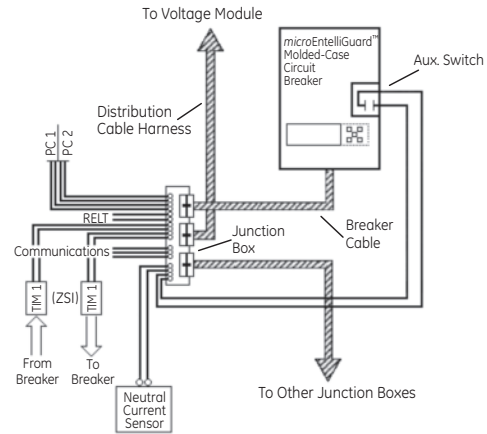 To Voltage Module
microEntelliGuard™
Molded-Case
Circuit
Breaker
Aux. Switch
Distribution
Cable Harness
PC 1
PC 2
RELT
Communications
Junction
Box
Breaker
Cable
TIM 1
(ZSI)
TIM 1
From
Breaker
To
Breaker
Neutral
Current
Sensor
To Other Junction Boxes